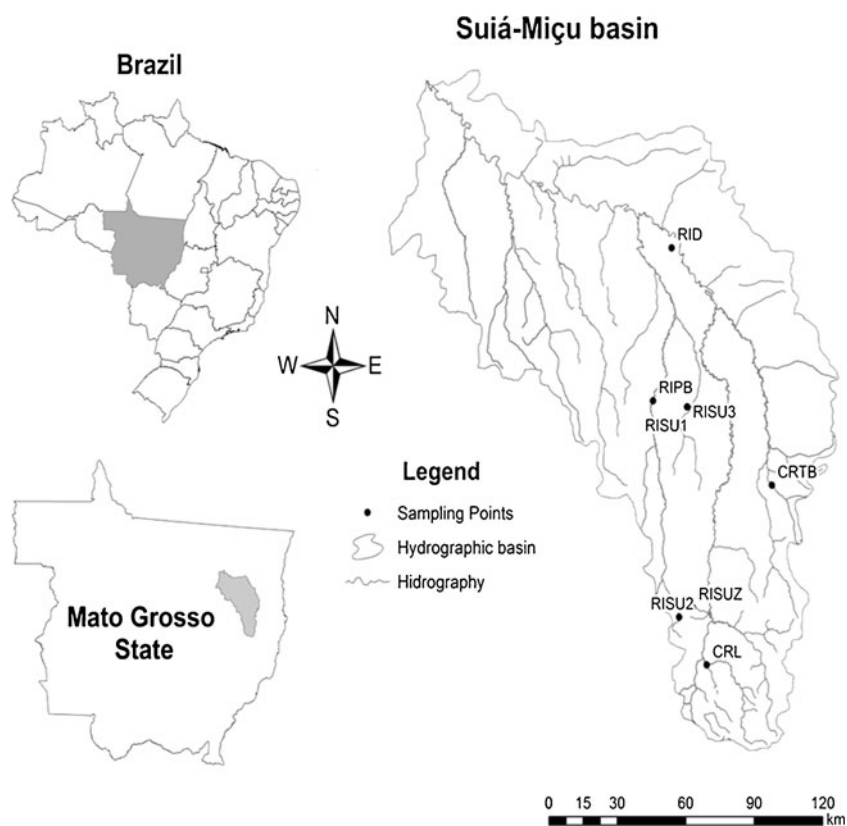 Suiá-Miçu basin
Brazil
N
W
E
S
RID
RIPB
RISU1
RISU3
CRTB
RISU2
RISUZ
CRL
Legend
Sampling Points
Hydrographic basin
Hidrography
Mato Grosso
State
0 15 30 60 90 120
km